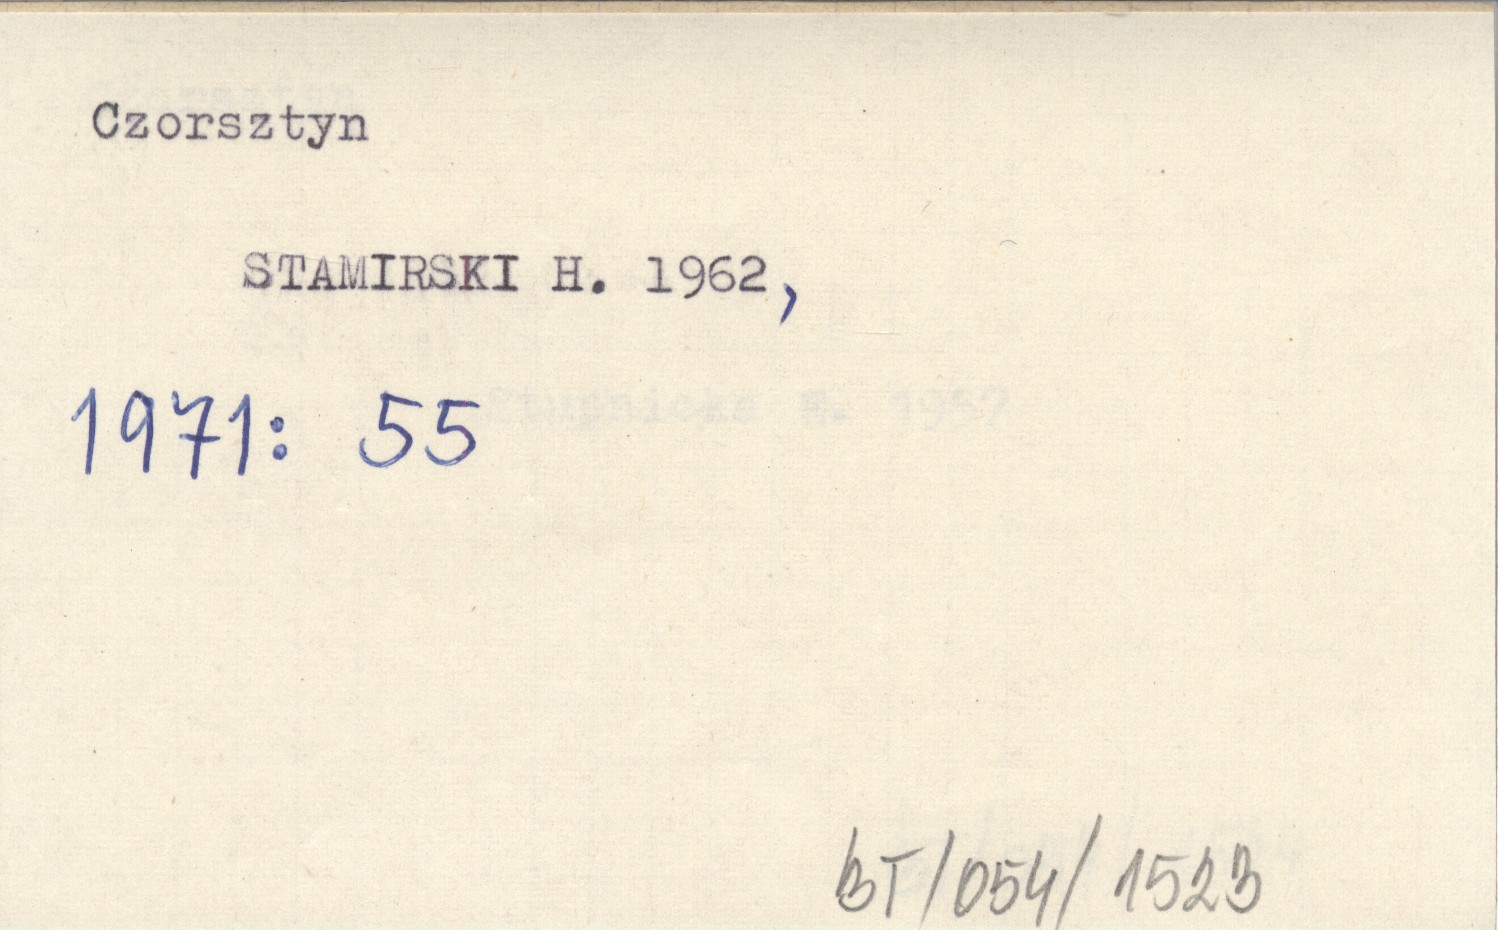 Czorsztyn
STAMIRSKI H. 1962,
1971: 55
BT/054/1523